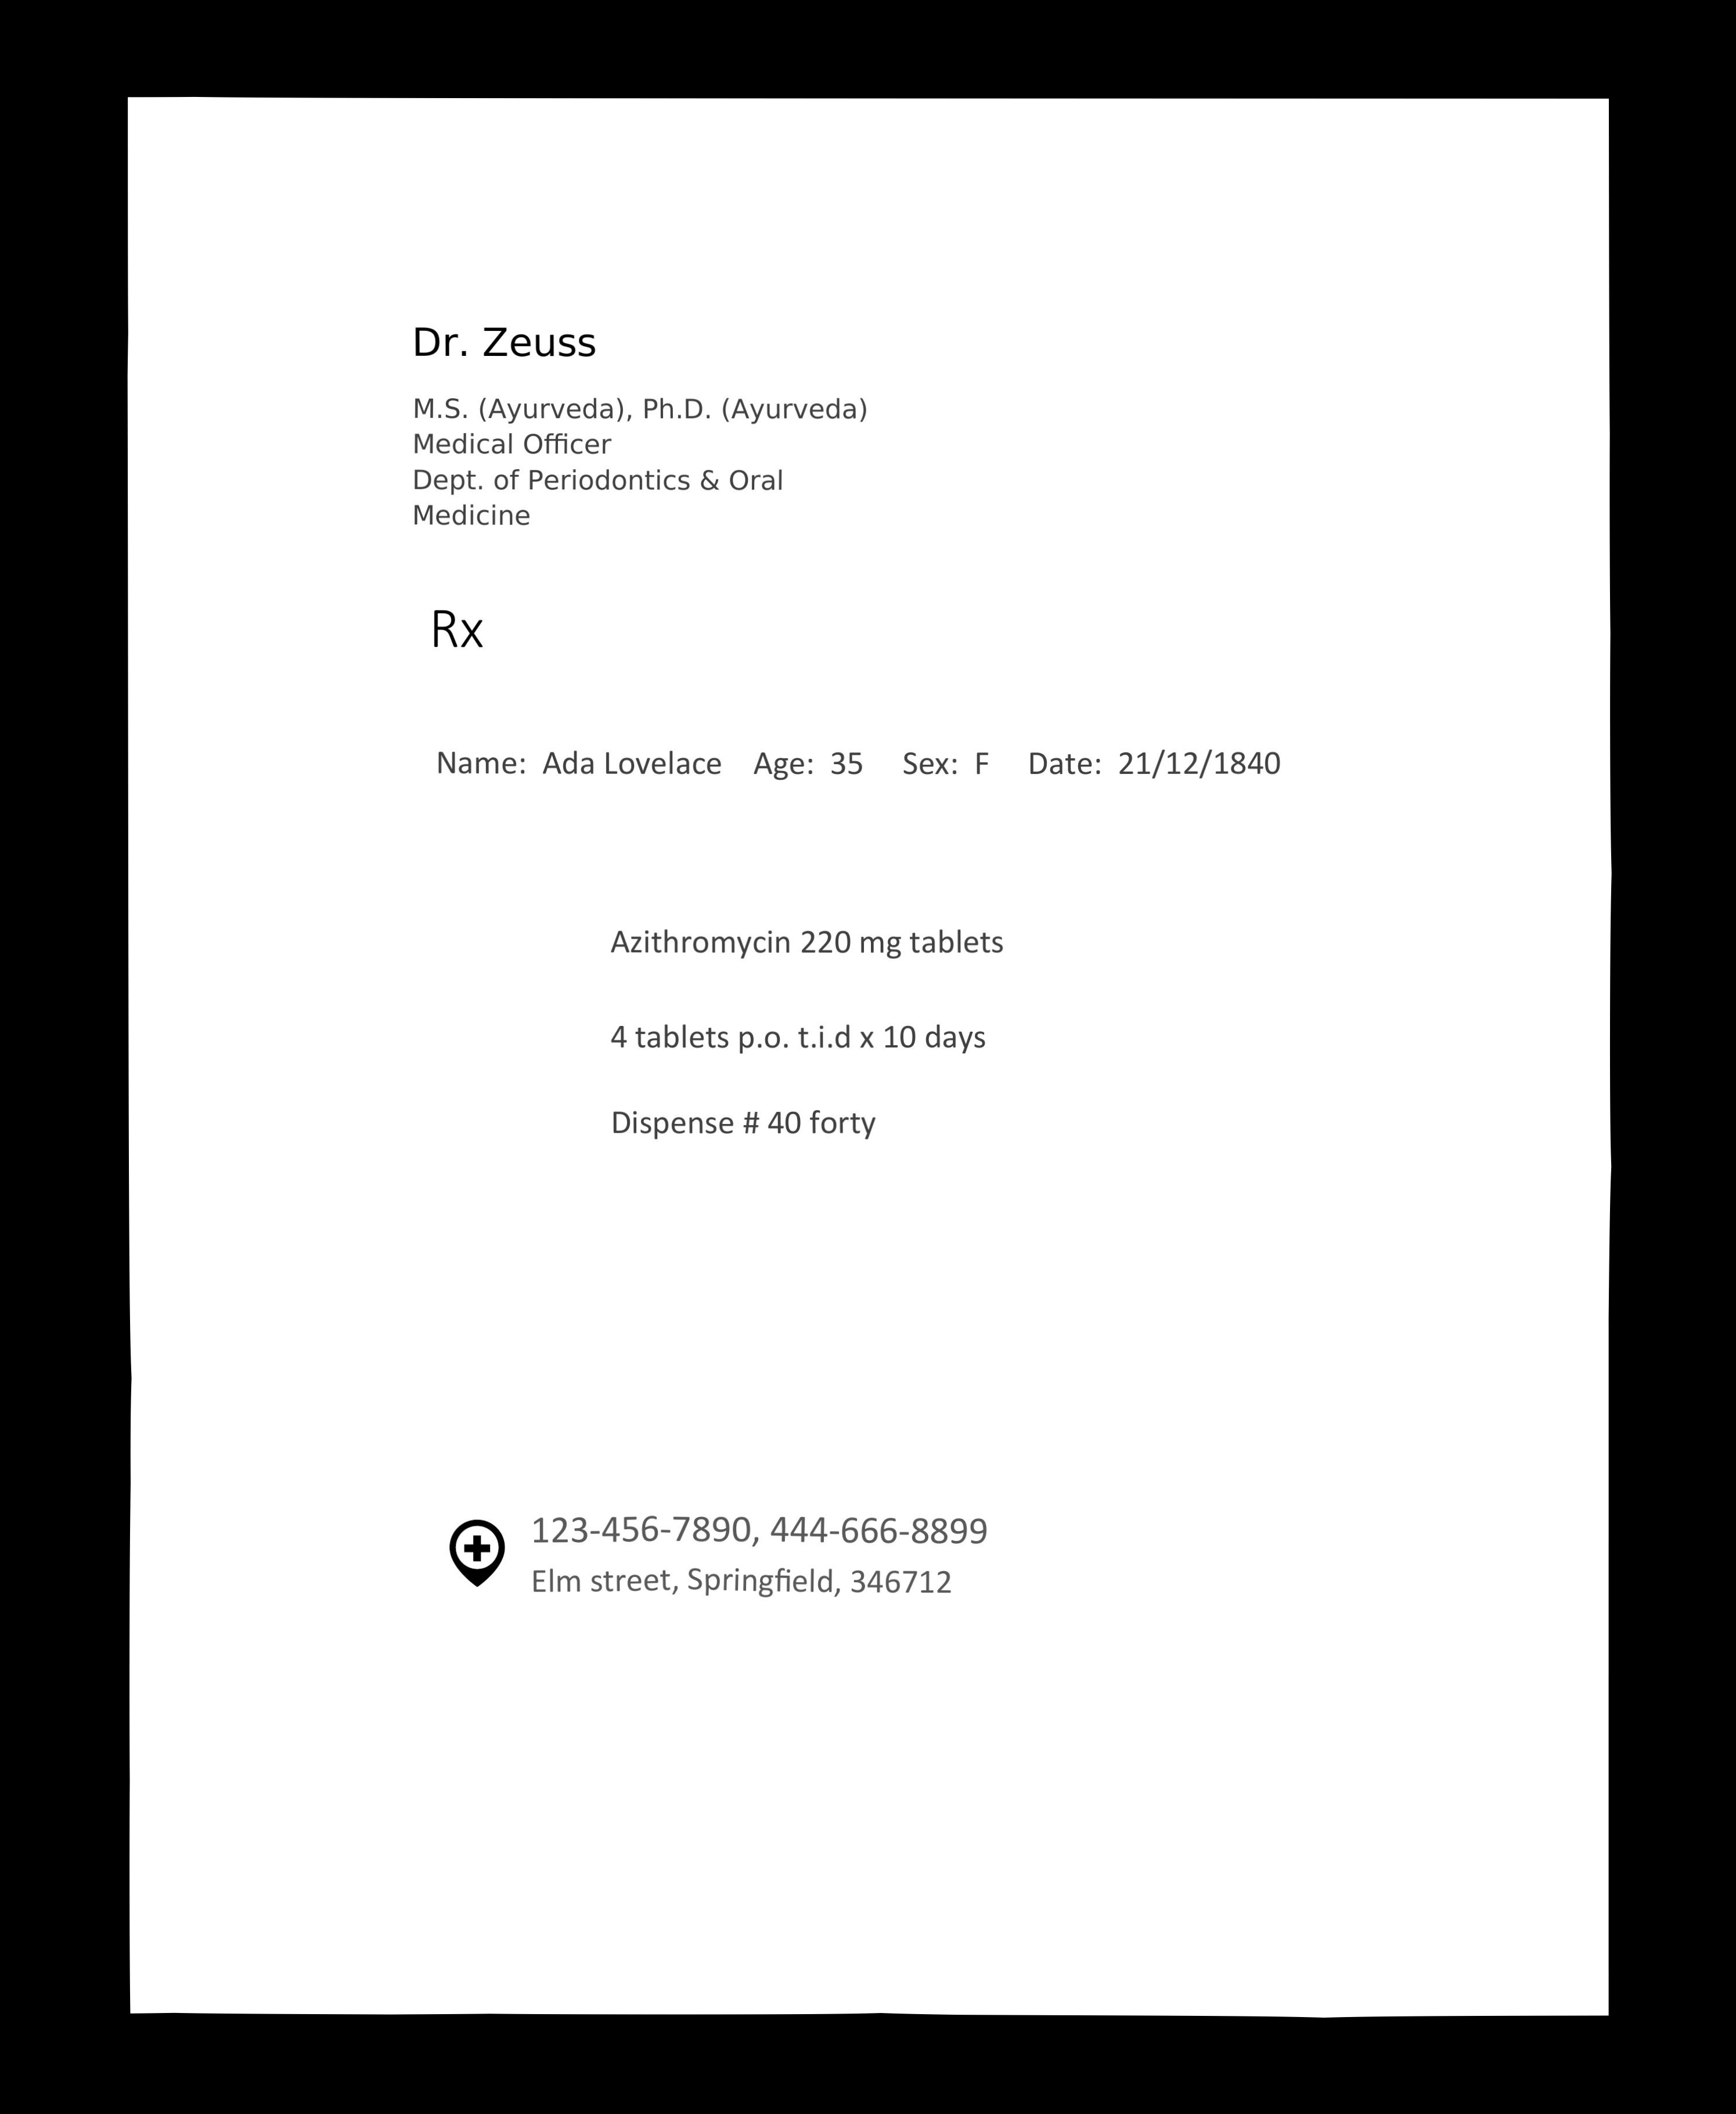 Dr. Zeuss
M.S. (Ayurveda), Ph.D. (Ayurveda)
Medical Officer
Dept. of Periodontics & Oral
Medicine
Rx
Name: Ada Lovelace Age: 35 Sex: F Date: 21/12/1840
Azithromycin 220 mg tablets
4 tablets p.o. t.i.d x 10 days
Dispense # 40 forty
123-456-7890, 444-666-8899
Elm street, Springfield, 346712